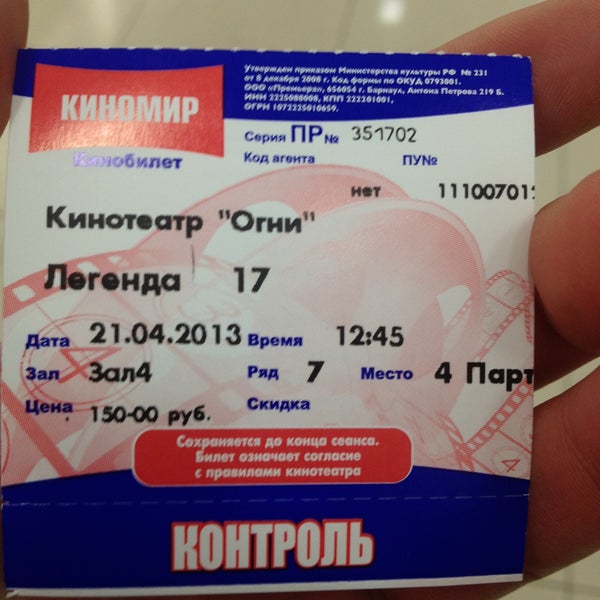 Утвержден приказом Министерства культуры РФ № 231
от 8 декабря 2008 г. Код формы по ОКУД 0793001.
ООО «Премьера», 656054 г. Барнаул, Антона Петрова 219 Б.
ИНН 2225088008, КПП 222201001,
ОГРН 1072225010659.
КИНОМИР
Кинобилет
Серия ПР № 351702
Код агента ПУ№
нет 111007012
Кинотеатр "Огни"
Легенда 17
Дата 21.04.2013 Время 12:45
Зал Зал4 Ряд 7 Место 4 Парт
Цена 150-00 руб. Скидка
Сохраняется до конца сеанса.
Билет означает согласие
с правилами кинотеатра
КОНТРОЛЬ